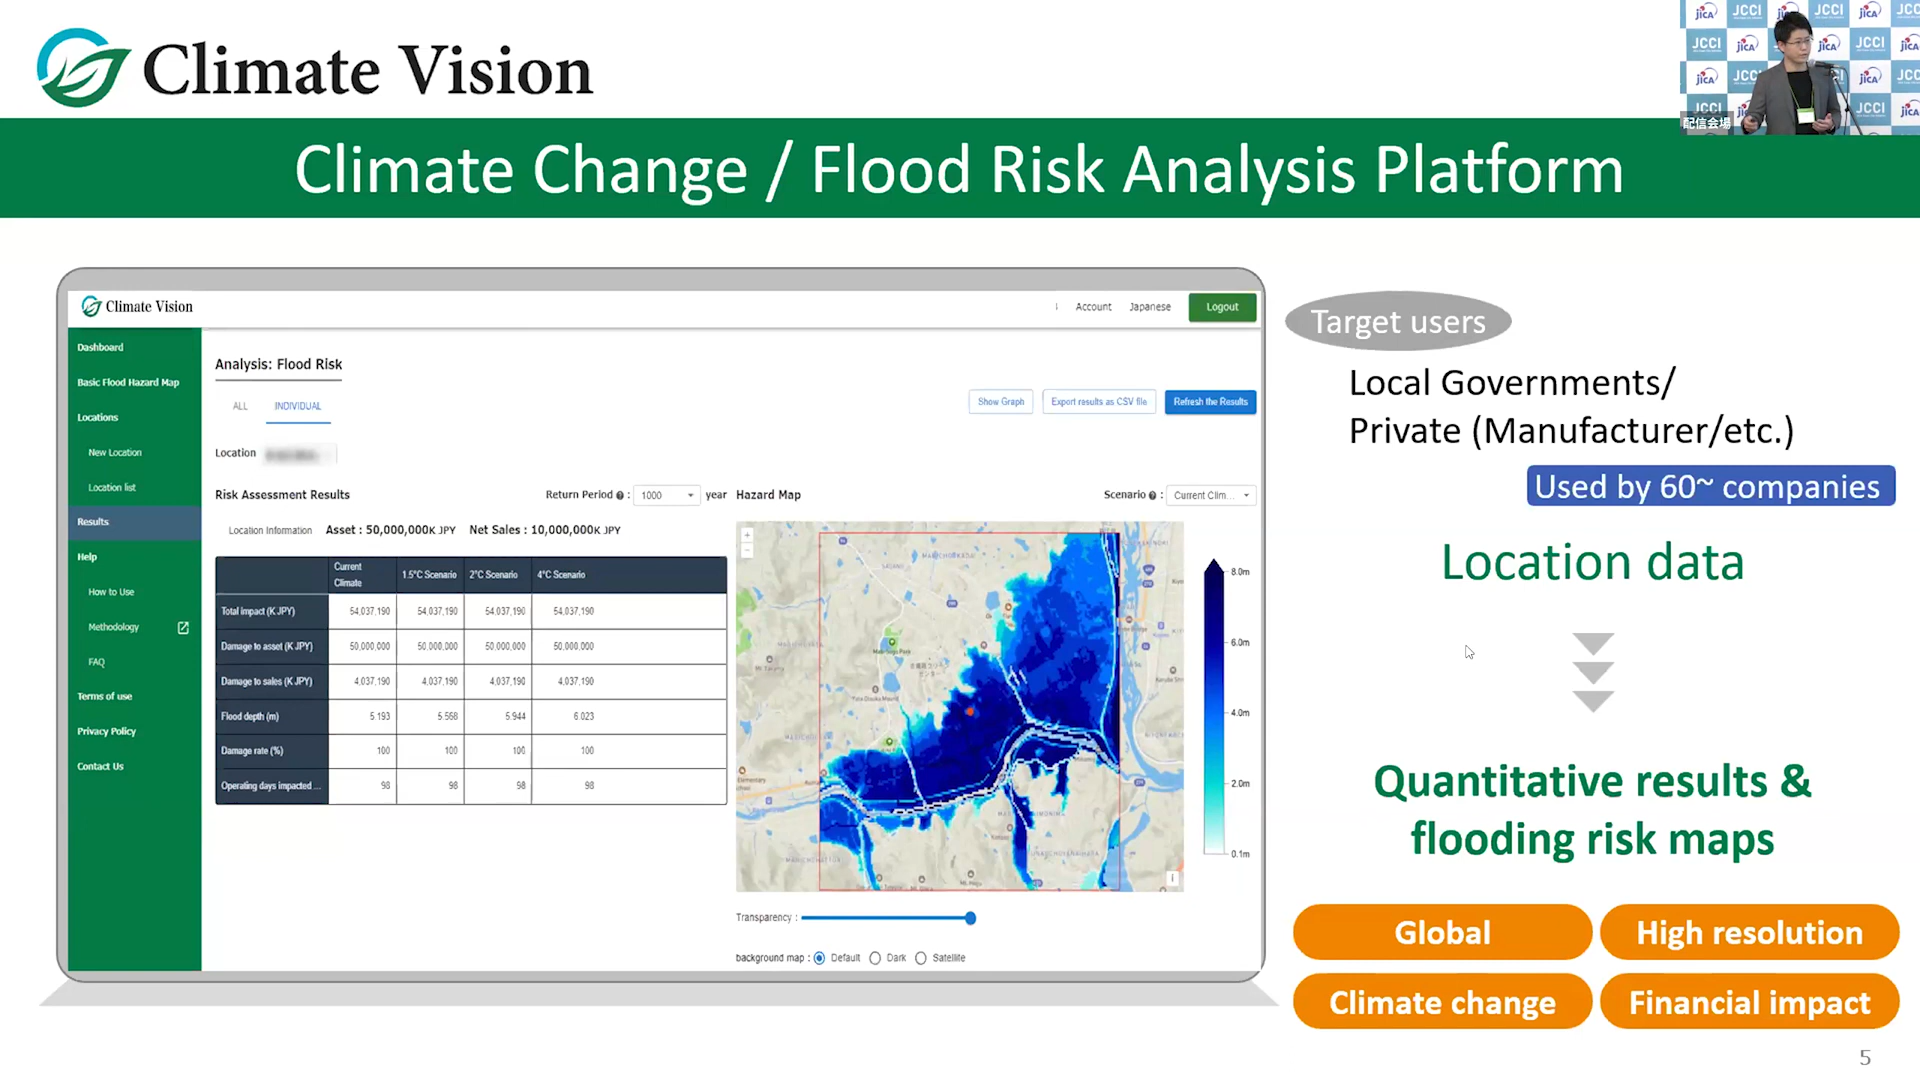 Climate Vision
JCCI
JICA
配信会場
Climate Change / Flood Risk Analysis Platform
Climate Vision
Account
Japanese
Logout
Dashboard
Basic Flood Hazard Map
Locations
New Location
Location list
Results
Help
How to Use
Methodology
FAQ
Terms of use
Privacy Policy
Contact Us
Analysis: Flood Risk
ALL
INDIVIDUAL
Show Graph
Export results as CSV file
Refresh the Results
Location
Risk Assessment Results
Return Period : 1000 year
Location Information Asset : 50,000,000K JPY Net Sales : 10,000,000K JPY
Current Climate 1.5°C Scenario 2°C Scenario 4°C Scenario
Total impact (K JPY) 54,037,190 54,037,190 54,037,190 54,037,190
Damage to asset (K JPY) 50,000,000 50,000,000 50,000,000 50,000,000
Damage to sales (K JPY) 4,037,190 4,037,190 4,037,190 4,037,190
Flood depth (m) 5.193 5.568 5.944 6.023
Damage rate (%) 100 100 100 100
Operating days impacted ... 98 98 98 98
Hazard Map
Scenario : Current Clim...
8.0m
6.0m
4.0m
2.0m
0.1m
Transparency :
background map : Default Dark Satellite
Target users
Local Governments/
Private (Manufacturer/etc.)
Used by 60~ companies
Location data
Quantitative results &
flooding risk maps
Global
High resolution
Climate change
Financial impact
5